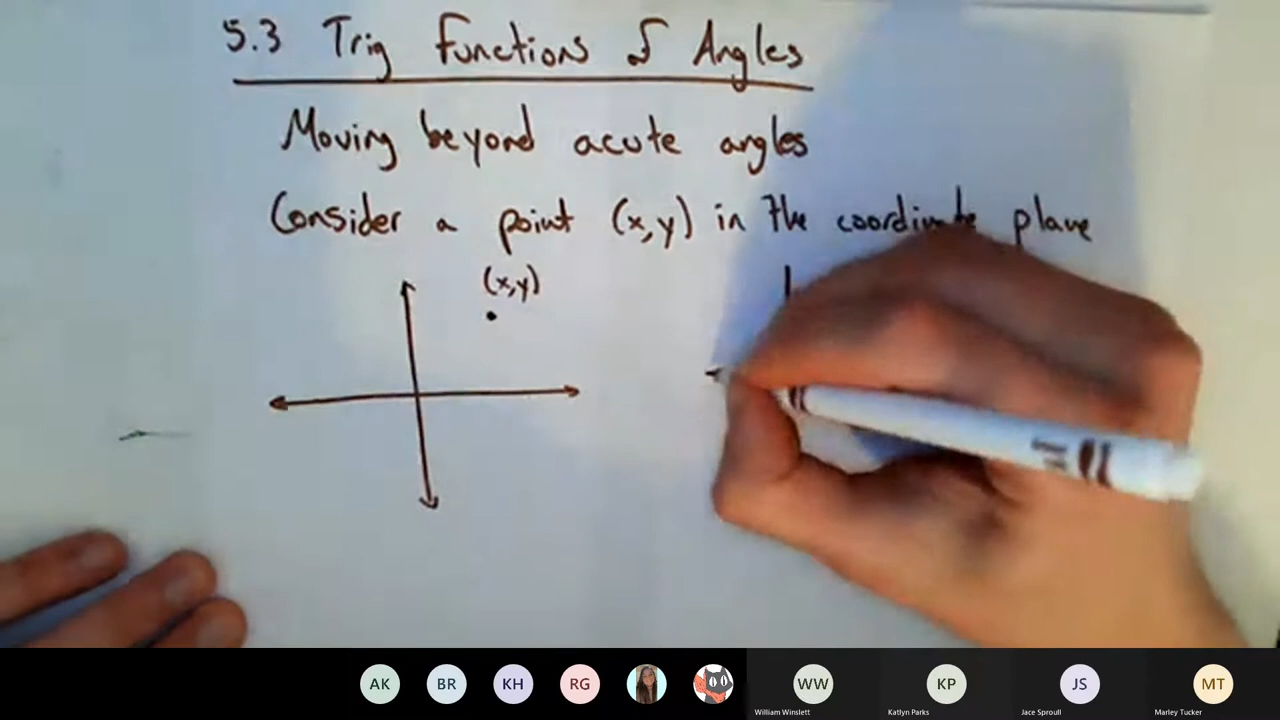 5.3 Trig Functions of Angles
Moving beyond acute angles
Consider a point (x,y) in the coordinate plane
(x,y)
AK BR KH RG WW KP JS MT
William Winslett Katlyn Parks Jace Sproull Marley Tucker